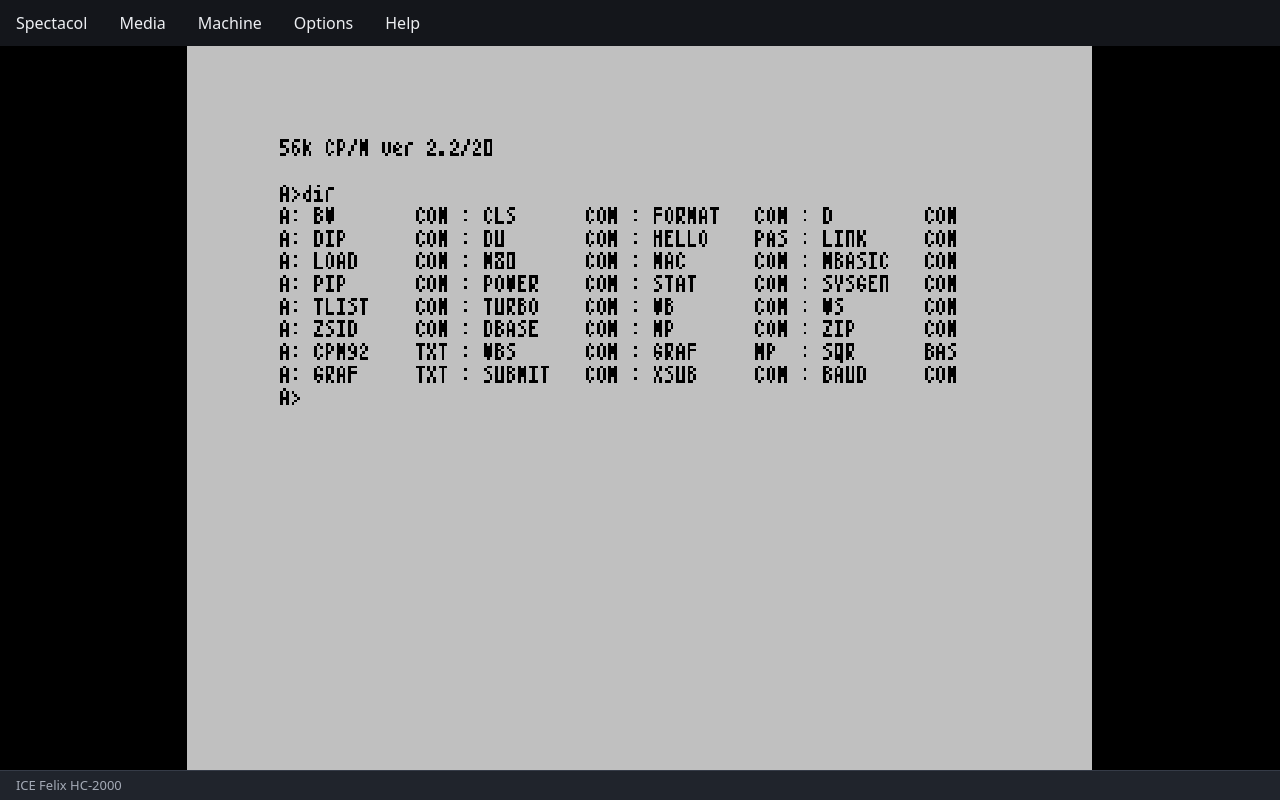 Spectacol Media Machine Options Help
56k CP/M ver 2.2/20
A>dir
A: BW COM : CLS COM : FORMAT COM : D COM
A: DIP COM : DU COM : HELLO PAS : LINK COM
A: LOAD COM : M80 COM : MAC COM : MBASIC COM
A: PIP COM : POWER COM : STAT COM : SYSGEN COM
A: TLIST COM : TURBO COM : WB COM : WS COM
A: ZSID COM : DBASE COM : MP COM : ZIP COM
A: CPM92 TXT : WBS COM : GRAF MP : SQR BAS
A: GRAF TXT : SUBMIT COM : XSUB COM : BAUD COM
A>
ICE Felix HC-2000